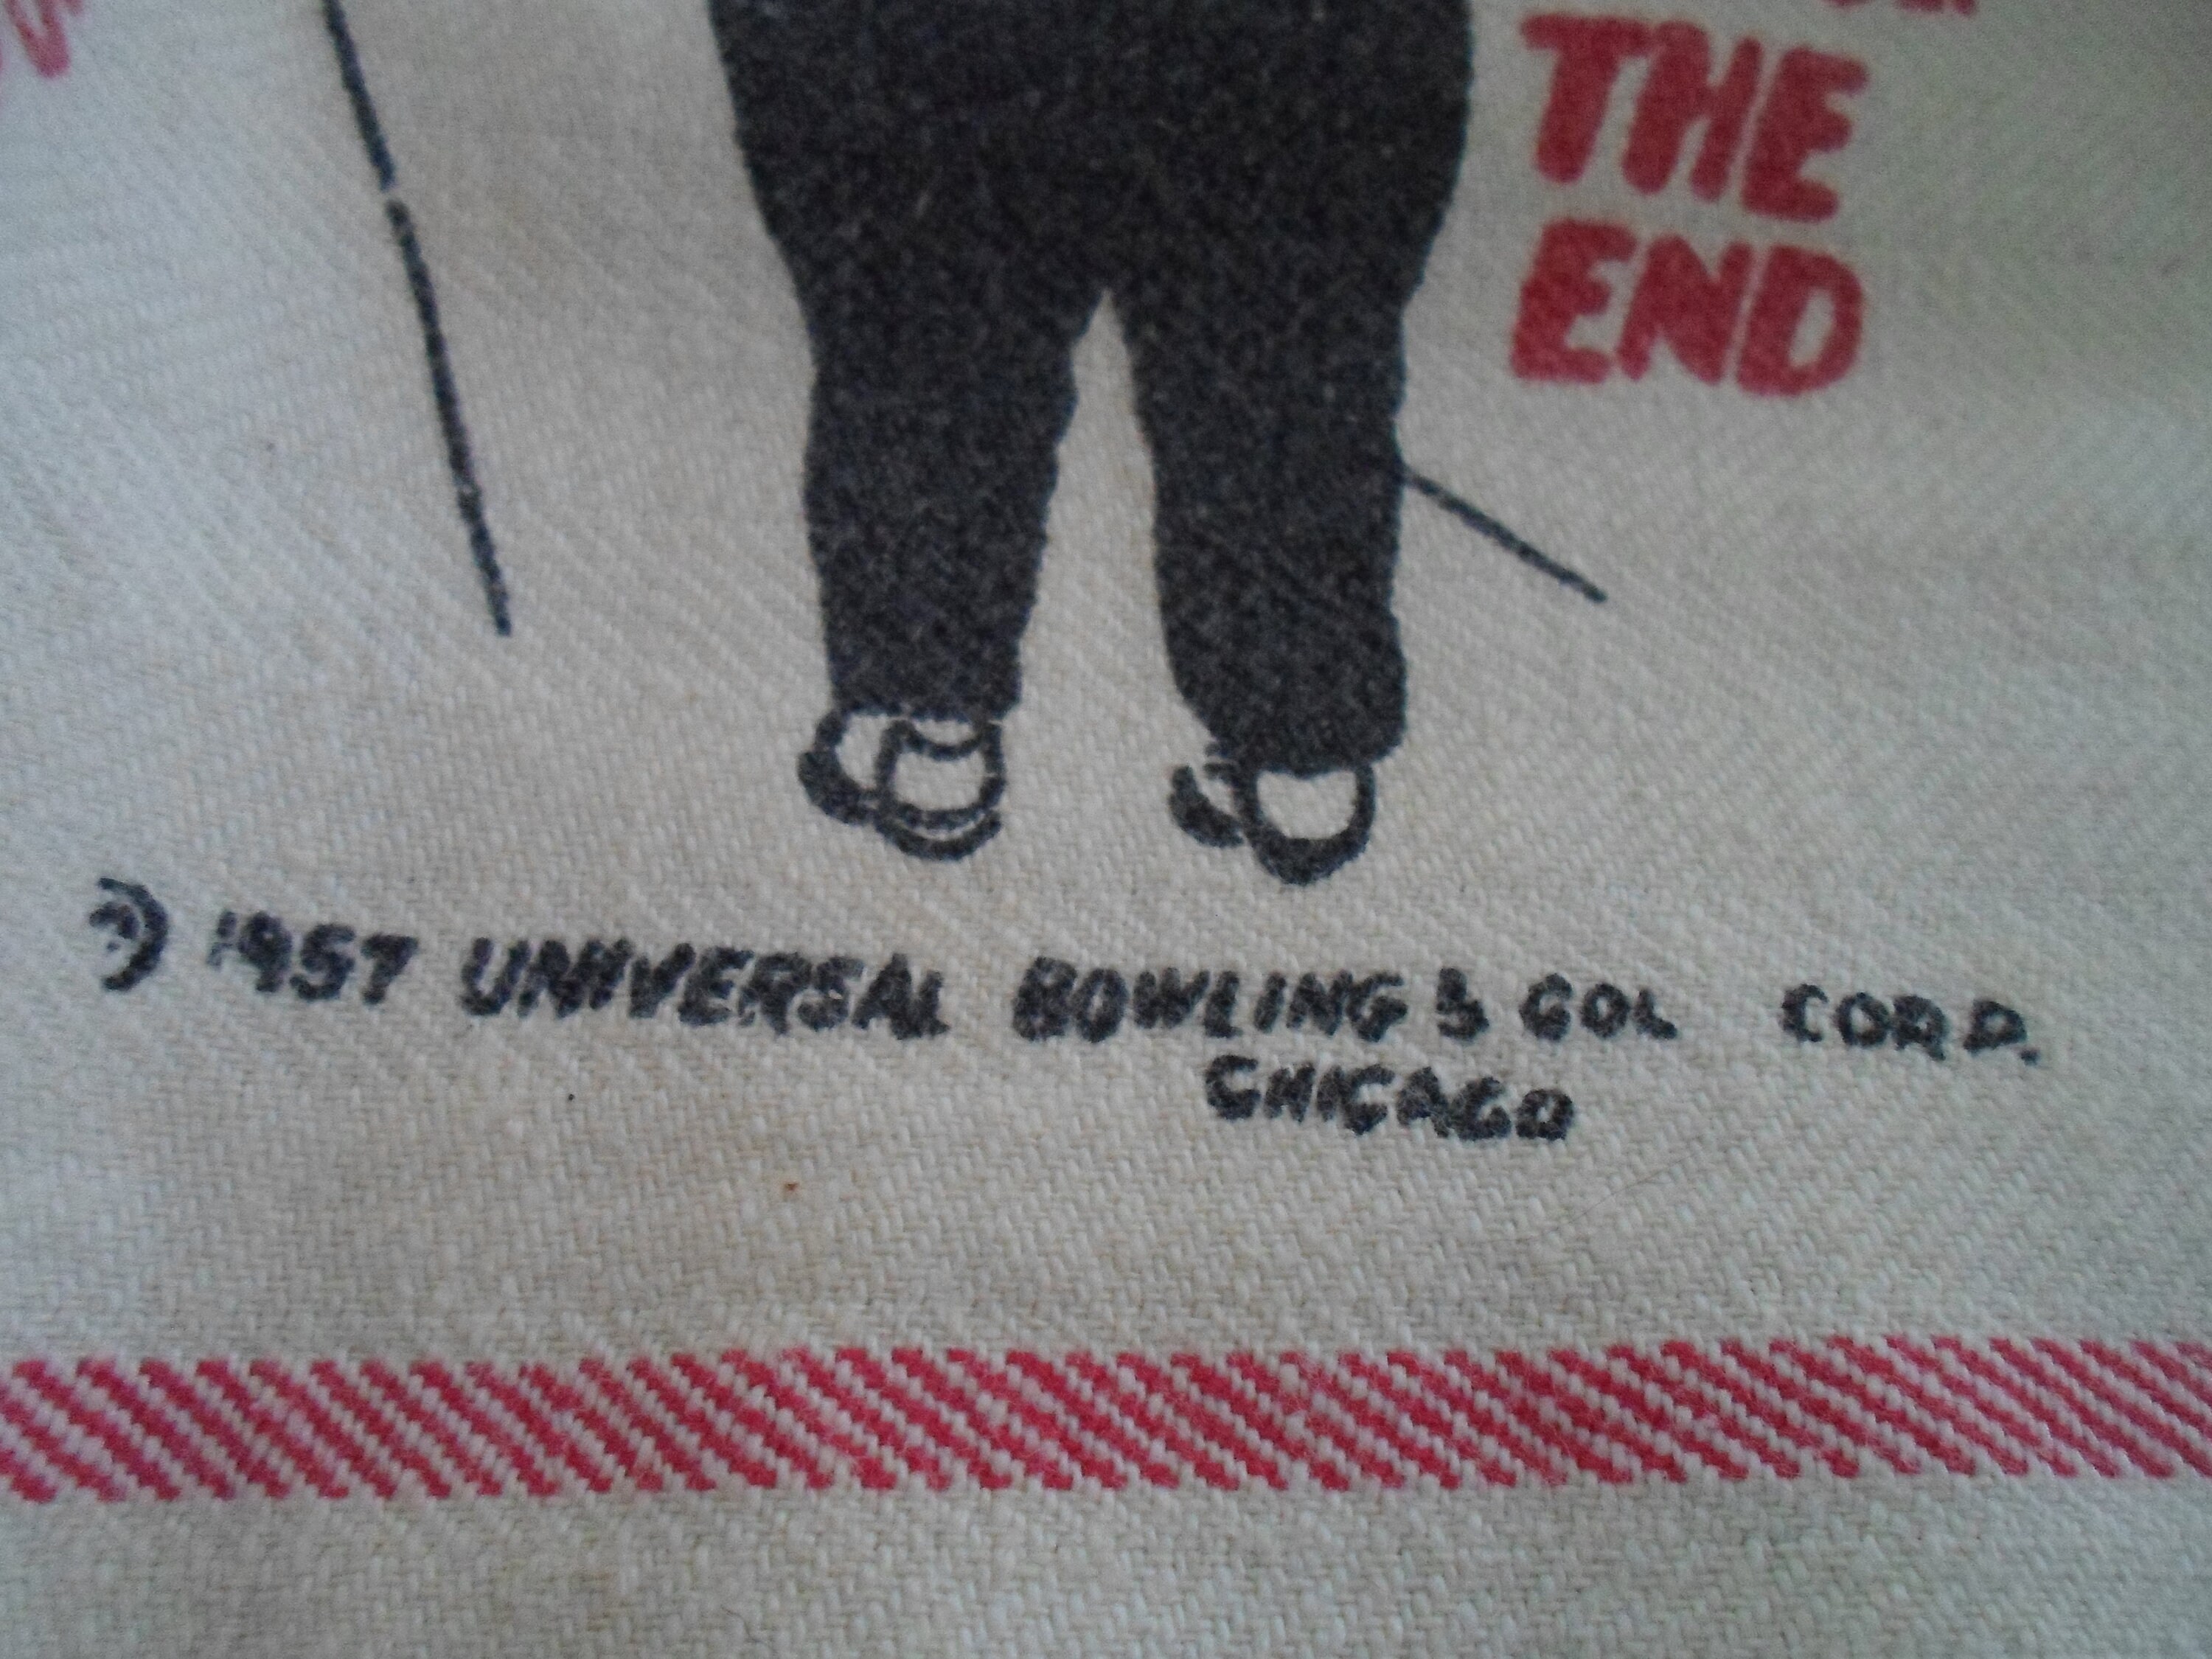 THE
END
© 1957 UNIVERSAL BOWLING & GOL CORP.
CHICAGO